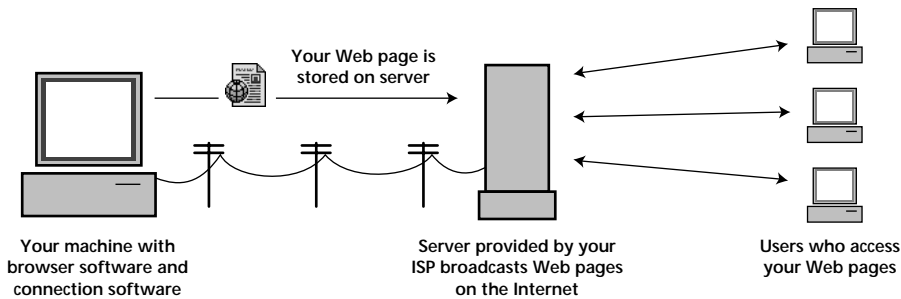 Your Web page is
stored on server
Your machine with
browser software and
connection software
Server provided by your
ISP broadcasts Web pages
on the Internet
Users who access
your Web pages